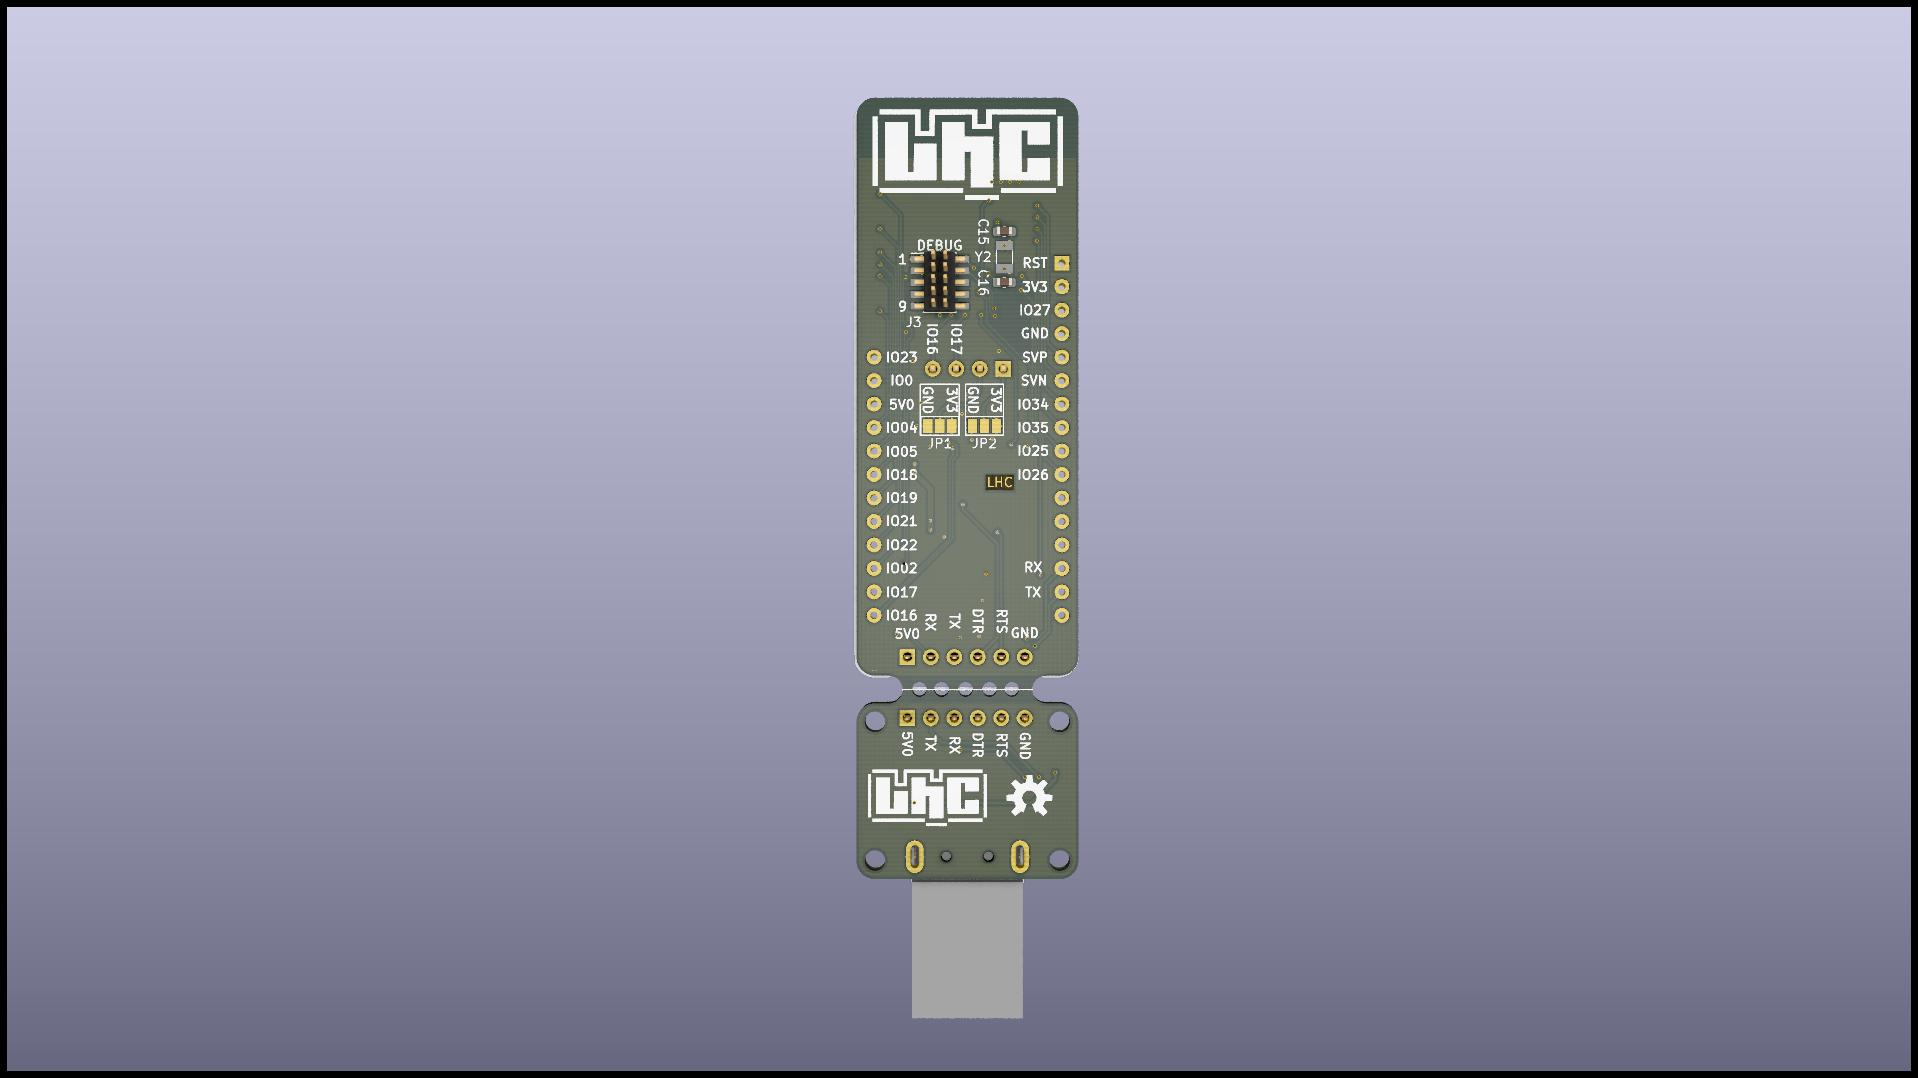 LHC
C15
DEBUG
1
Y2
RST
C16
3V3
9
IO27
J3
IO16
IO17
GND
IO23
SVP
IO0
SVN
GND
3V3
GND
3V3
5V0
IO34
IO04
IO35
JP1
JP2
IO05
IO25
IO18
IO26
LHC
IO19
IO21
IO22
IO02
RX
IO17
TX
IO16
RX
TX
DTR
RTS
5V0
GND
5V0
TX
RX
DTR
RTS
GND
LHC